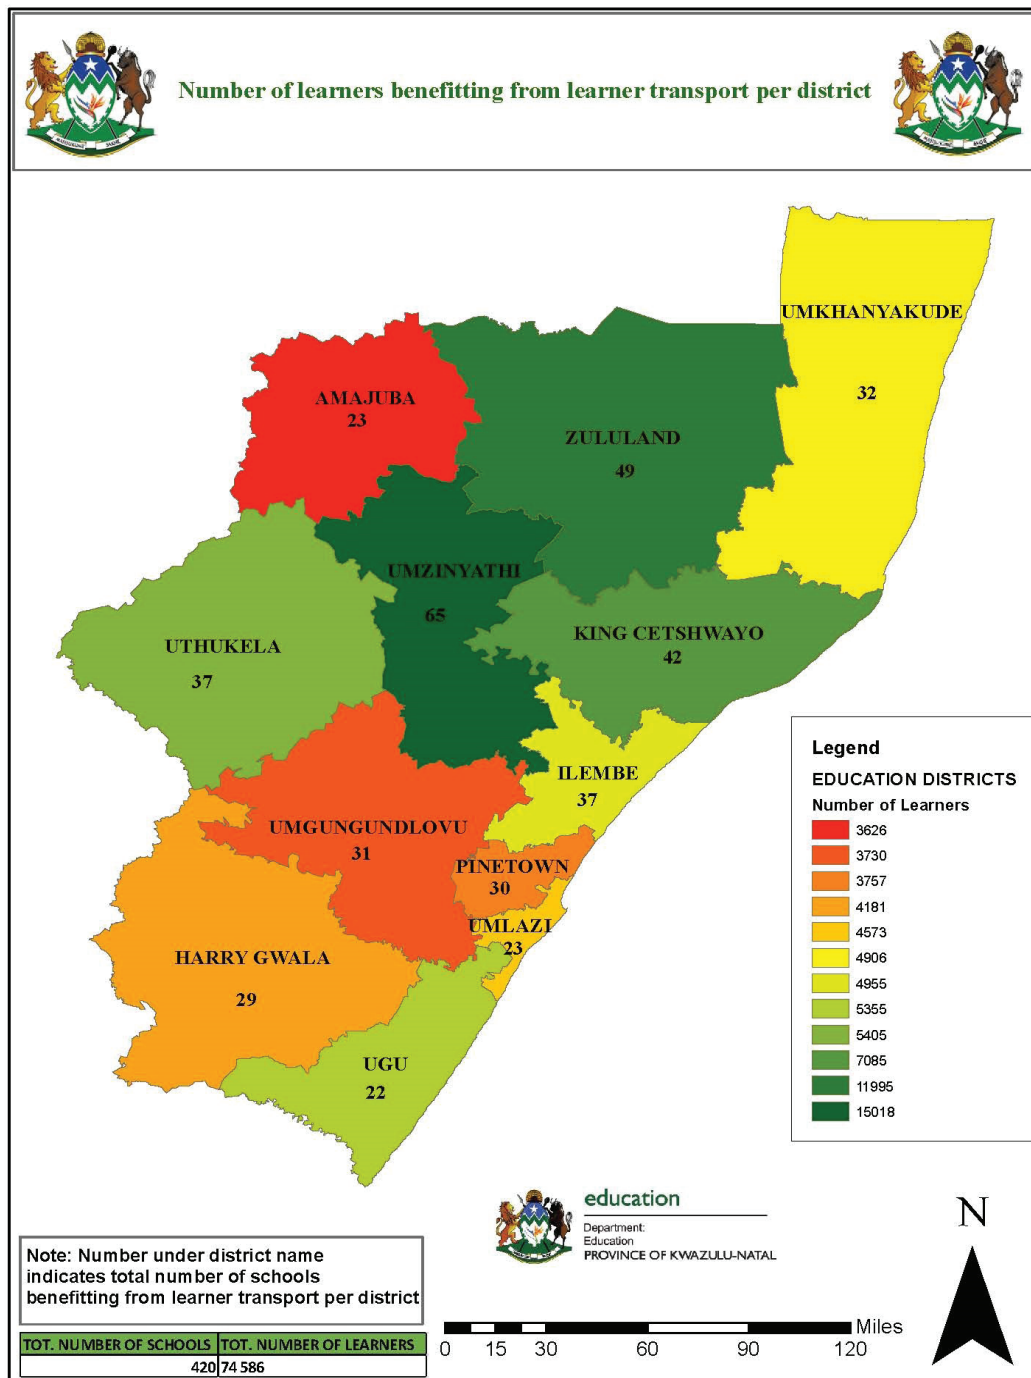 Number of learners benefitting from learner transport per district
UMKHANYAKUDE
32
AMAJUBA
23
ZULULAND
49
UMZINYATHI
65
KING CETSHWAYO
42
UTHUKELA
37
ILEMBE
37
UMGUNGUNDLOVU
31
PINETOWN
30
UMLAZI
23
HARRY GWALA
29
UGU
22
Legend
EDUCATION DISTRICTS
Number of Learners
3626
3730
3757
4181
4573
4906
4955
5355
5405
7085
11995
15018
education
Department:
Education
PROVINCE OF KWAZULU-NATAL
N
Note: Number under district name
indicates total number of schools
benefitting from learner transport per district
TOT. NUMBER OF SCHOOLS TOT. NUMBER OF LEARNERS
420 74 586
Miles
0 15 30 60 90 120